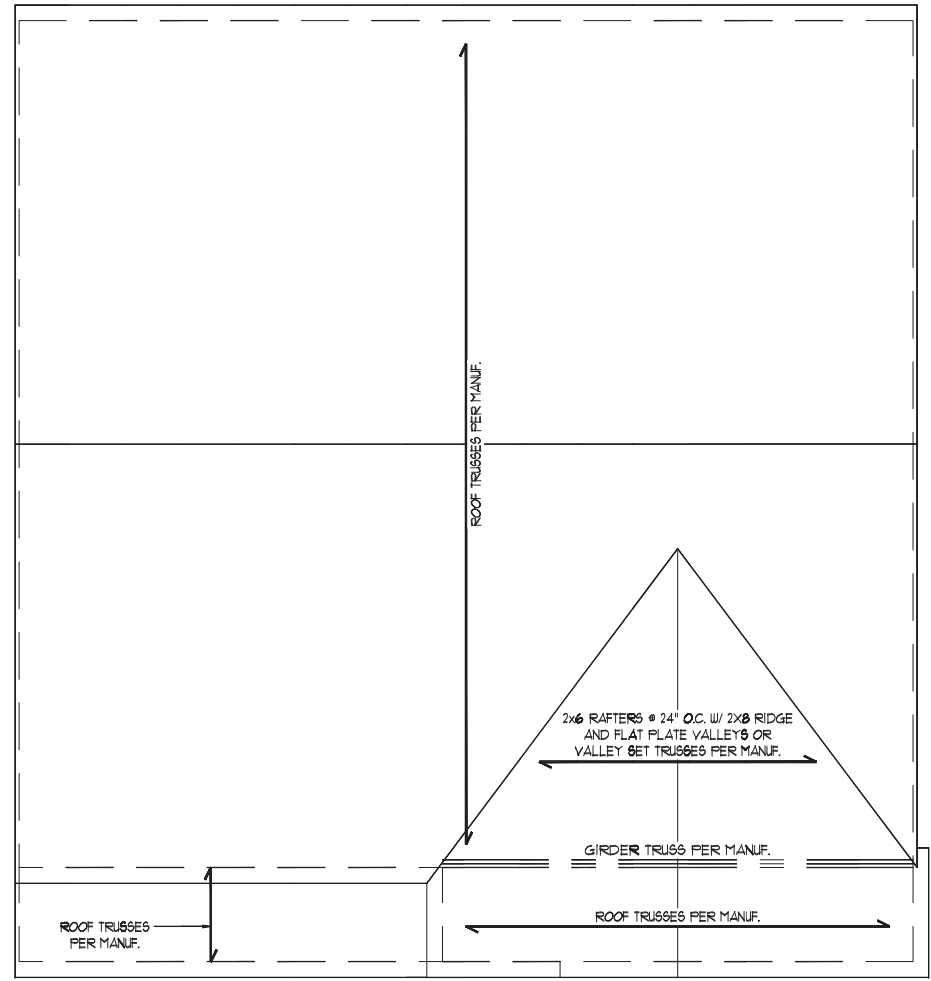 ROOF TRUSSES PER MANUF.
2x6 RAFTERS @ 24" O.C. W/ 2X8 RIDGE
AND FLAT PLATE VALLEYS OR
VALLEY SET TRUSSES PER MANUF.
GIRDER TRUSS PER MANUF.
ROOF TRUSSES PER MANUF.
ROOF TRUSSES
PER MANUF.